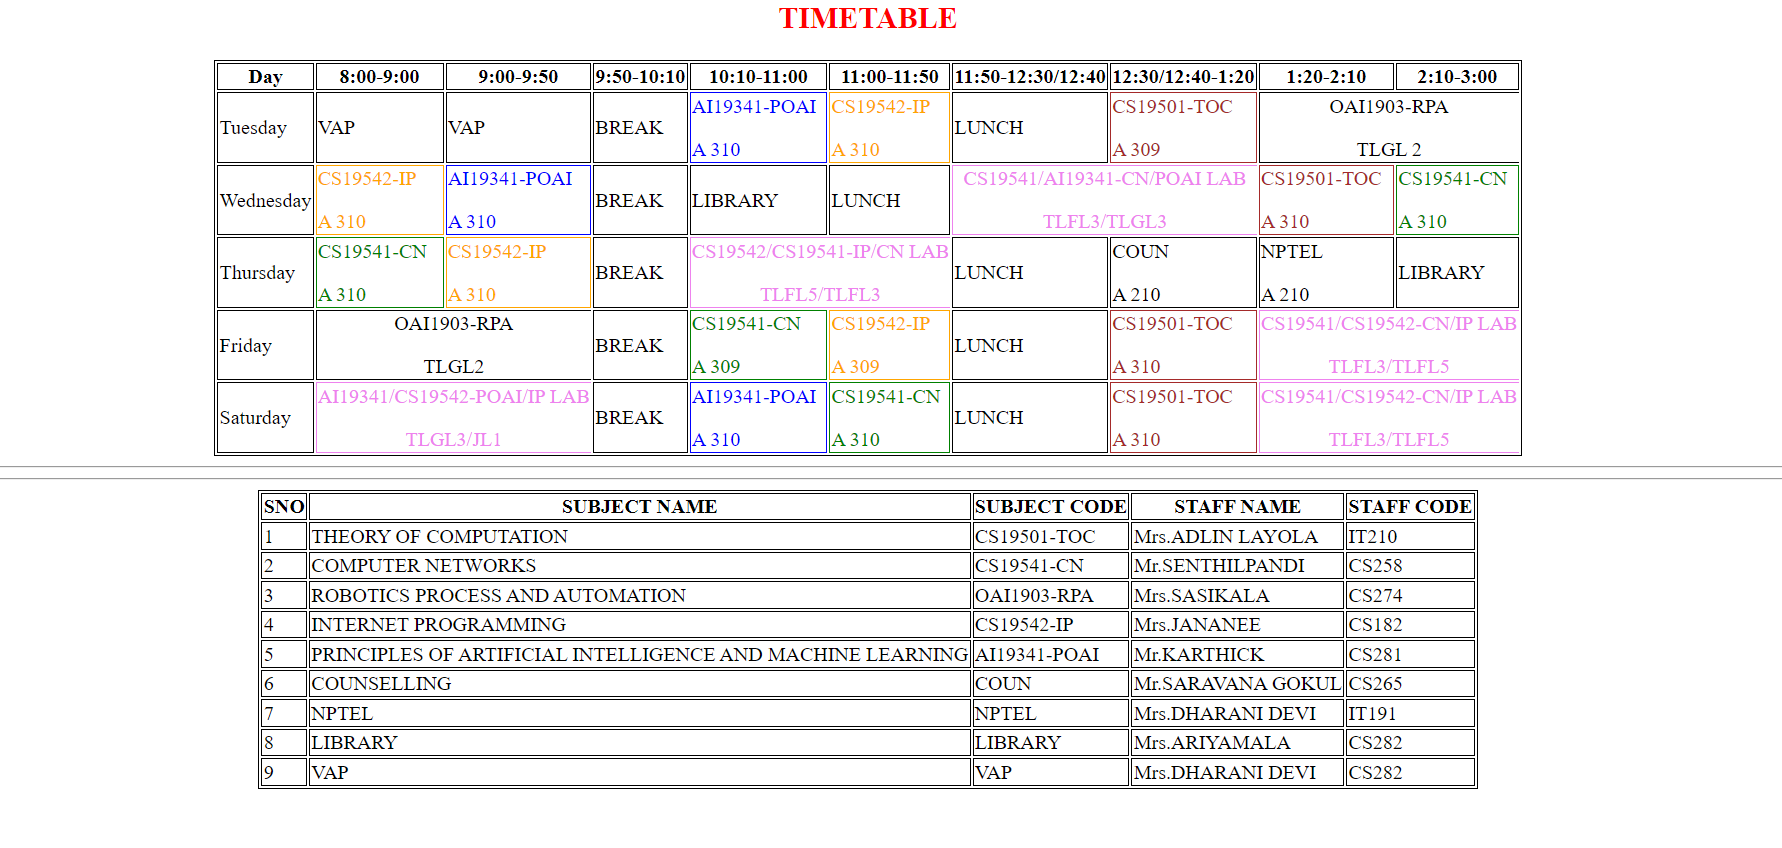 TIMETABLE
Day 8:00-9:00 9:00-9:50 9:50-10:10 10:10-11:00 11:00-11:50 11:50-12:30/12:40 12:30/12:40-1:20 1:20-2:10 2:10-3:00
AI19341-POAI CS19542-IP CS19501-TOC OAI1903-RPA
Tuesday VAP VAP BREAK LUNCH
A 310 A 310 A 309 TLGL 2
CS19542-IP AI19341-POAI CS19541/AI19341-CN/POAI LAB CS19501-TOC CS19541-CN
Wednesday BREAK LIBRARY LUNCH
A 310 A 310 TLFL3/TLGL3 A 310 A 310
CS19541-CN CS19542-IP CS19542/CS19541-IP/CN LAB COUN NPTEL
Thursday BREAK LUNCH LIBRARY
A 310 A 310 TLFL5/TLFL3 A 210 A 210
OAI1903-RPA CS19541-CN CS19542-IP CS19501-TOC CS19541/CS19542-CN/IP LAB
Friday BREAK LUNCH
TLGL2 A 309 A 309 A 310 TLFL3/TLFL5
AI19341/CS19542-POAI/IP LAB AI19341-POAI CS19541-CN CS19501-TOC CS19541/CS19542-CN/IP LAB
Saturday BREAK LUNCH
TLGL3/JL1 A 310 A 310 A 310 TLFL3/TLFL5
SNO SUBJECT NAME SUBJECT CODE STAFF NAME STAFF CODE
1 THEORY OF COMPUTATION CS19501-TOC Mrs.ADLIN LAYOLA IT210
2 COMPUTER NETWORKS CS19541-CN Mr.SENTHILPANDI CS258
3 ROBOTICS PROCESS AND AUTOMATION OAI1903-RPA Mrs.SASIKALA CS274
4 INTERNET PROGRAMMING CS19542-IP Mrs.JANANEE CS182
5 PRINCIPLES OF ARTIFICIAL INTELLIGENCE AND MACHINE LEARNING AI19341-POAI Mr.KARTHICK CS281
6 COUNSELLING COUN Mr.SARAVANA GOKUL CS265
7 NPTEL NPTEL Mrs.DHARANI DEVI IT191
8 LIBRARY LIBRARY Mrs.ARIYAMALA CS282
9 VAP VAP Mrs.DHARANI DEVI CS282